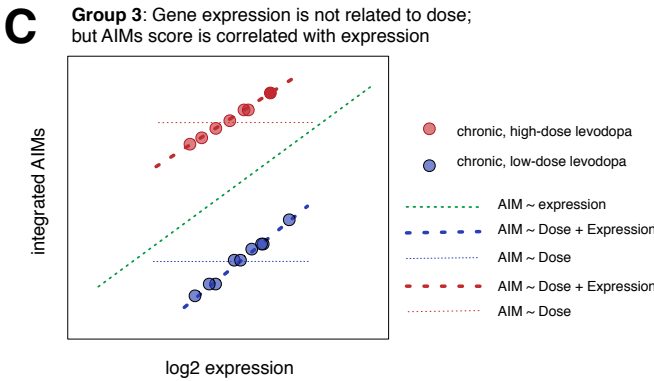 C
Group 3: Gene expression is not related to dose;
but AIMs score is correlated with expression
integrated AIMs
log2 expression
chronic, high-dose levodopa
chronic, low-dose levodopa
AIM ~ expression
AIM ~ Dose + Expression
AIM ~ Dose
AIM ~ Dose + Expression
AIM ~ Dose